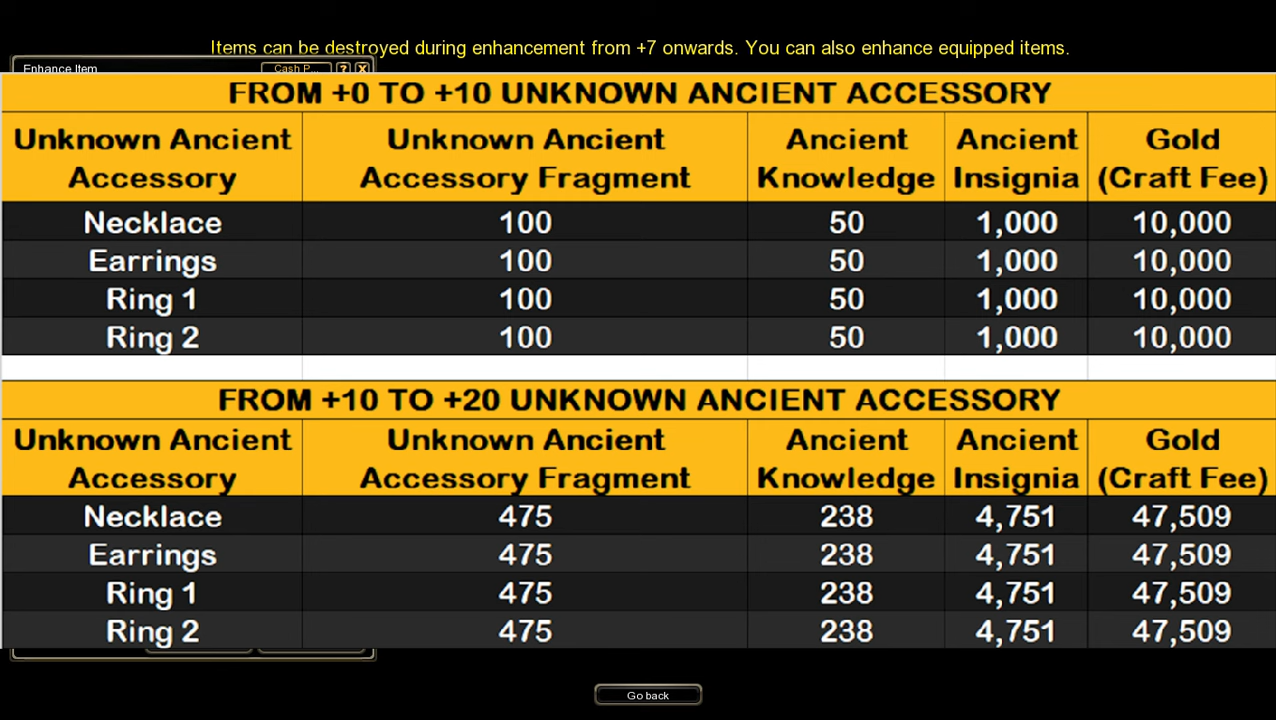 Items can be destroyed during enhancement from +7 onwards. You can also enhance equipped items.
Enhance Item Cash P... ? X
FROM +0 TO +10 UNKNOWN ANCIENT ACCESSORY
Unknown Ancient Accessory Unknown Ancient Accessory Fragment Ancient Knowledge Ancient Insignia Gold (Craft Fee)
Necklace 100 50 1,000 10,000
Earrings 100 50 1,000 10,000
Ring 1 100 50 1,000 10,000
Ring 2 100 50 1,000 10,000
FROM +10 TO +20 UNKNOWN ANCIENT ACCESSORY
Unknown Ancient Accessory Unknown Ancient Accessory Fragment Ancient Knowledge Ancient Insignia Gold (Craft Fee)
Necklace 475 238 4,751 47,509
Earrings 475 238 4,751 47,509
Ring 1 475 238 4,751 47,509
Ring 2 475 238 4,751 47,509
Go back